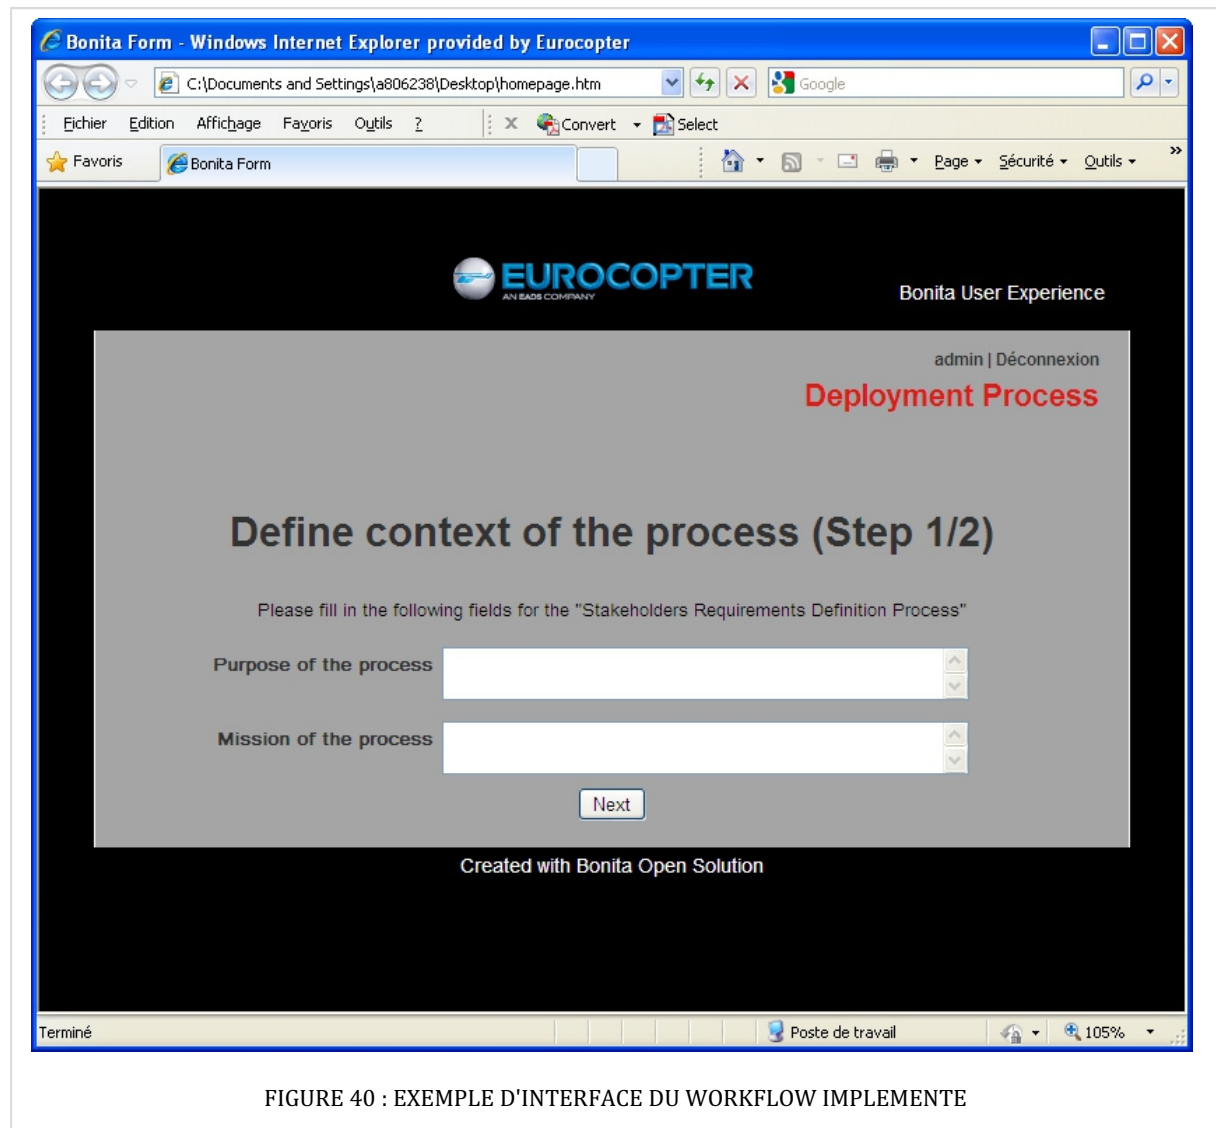 Bonita Form - Windows Internet Explorer provided by Eurocopter
C:\Documents and Settings\a806238\Desktop\homepage.htm
Google
Fichier Edition Affichage Favoris Outils ?
x Convert Select
Favoris
Bonita Form
Page Sécurité Outils »
EUROCOPTER
AN EADS COMPANY
Bonita User Experience
admin | Déconnexion
Deployment Process
Define context of the process (Step 1/2)
Please fill in the following fields for the "Stakeholders Requirements Definition Process"
Purpose of the process
Mission of the process
Next
Created with Bonita Open Solution
Terminé
Poste de travail
105%
FIGURE 40 : EXEMPLE D'INTERFACE DU WORKFLOW IMPLEMENTE